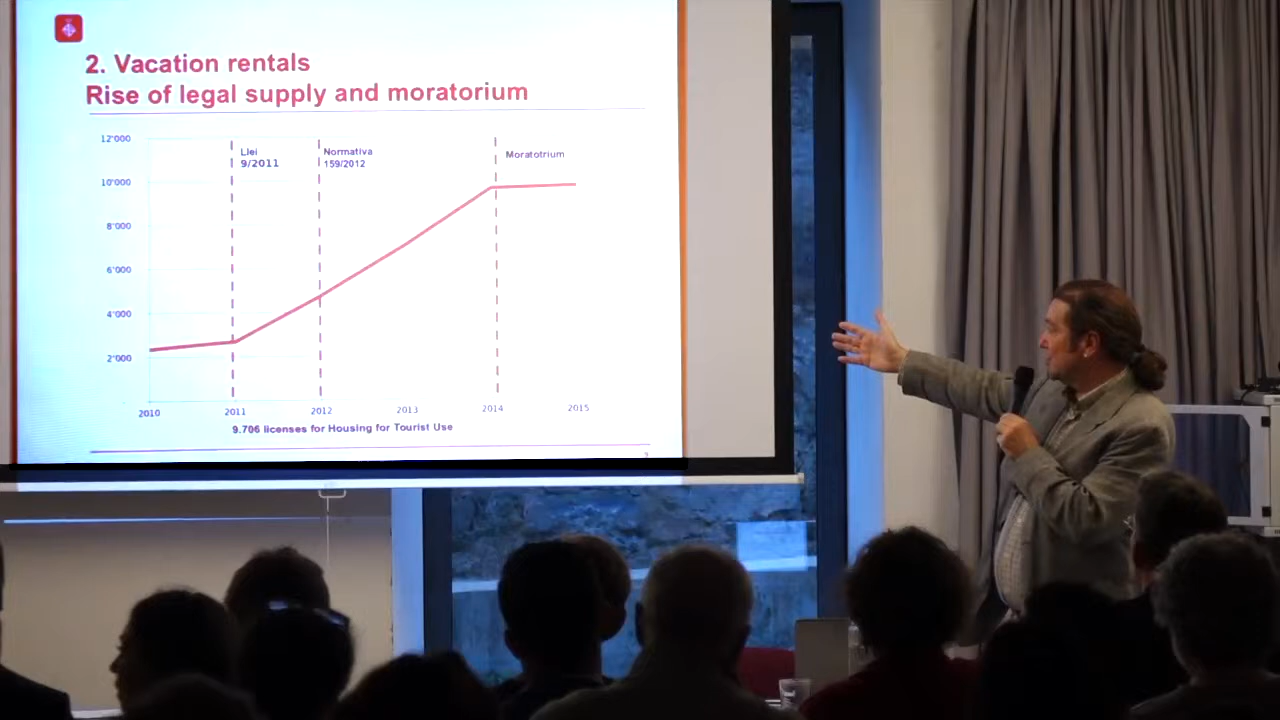 2. Vacation rentals
Rise of legal supply and moratorium
12'000
10'000
8'000
6'000
4'000
2'000
Llei
9/2011
Normativa
159/2012
Moratotrium
2010 2011 2012 2013 2014 2015
9.706 licenses for Housing for Tourist Use